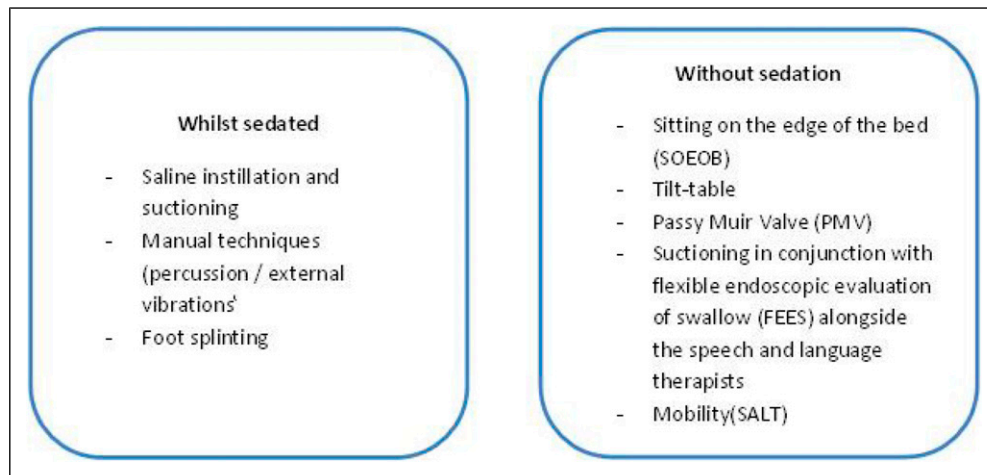 Whilst sedated
- Saline instillation and
suctioning
- Manual techniques
(percussion / external
vibrations'
- Foot splinting
Without sedation
- Sitting on the edge of the bed
(SOEOB)
- Tilt-table
- Passy Muir Valve (PMV)
- Suctioning in conjunction with
flexible endoscopic evaluation
of swallow (FEES) alongside
the speech and language
therapists
- Mobility(SALT)